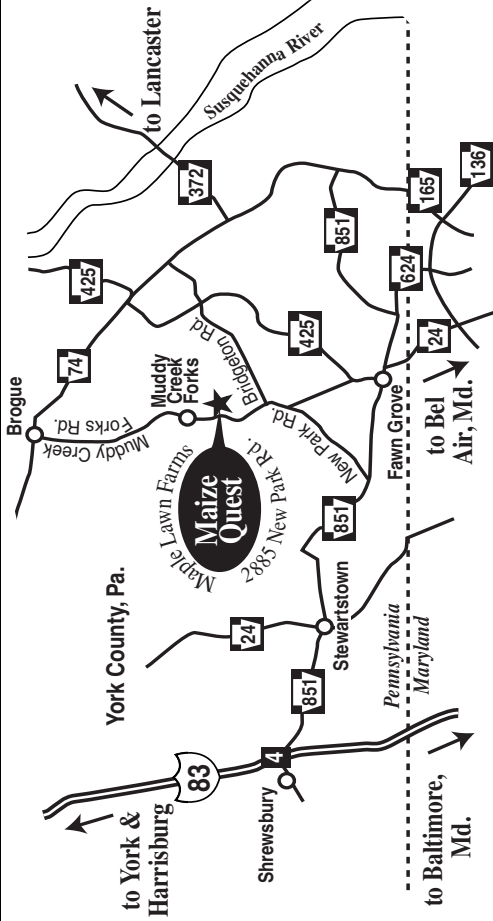 to York &
Harrisburg
83
Shrewsbury
4
to Baltimore,
Md.
York County, Pa.
24
851
Stewartstown
Pennsylvania
Maryland
851
Maple Lawn Farms
Maize
Quest
2885 New Park Rd.
Brogue
74
Muddy Creek
Forks Rd.
Muddy
Creek
Forks
Bridgeton Rd.
New Park Rd.
Fawn Grove
to Bel
Air, Md.
425
425
372
to Lancaster
Susquehanna River
851
624
24
165
136